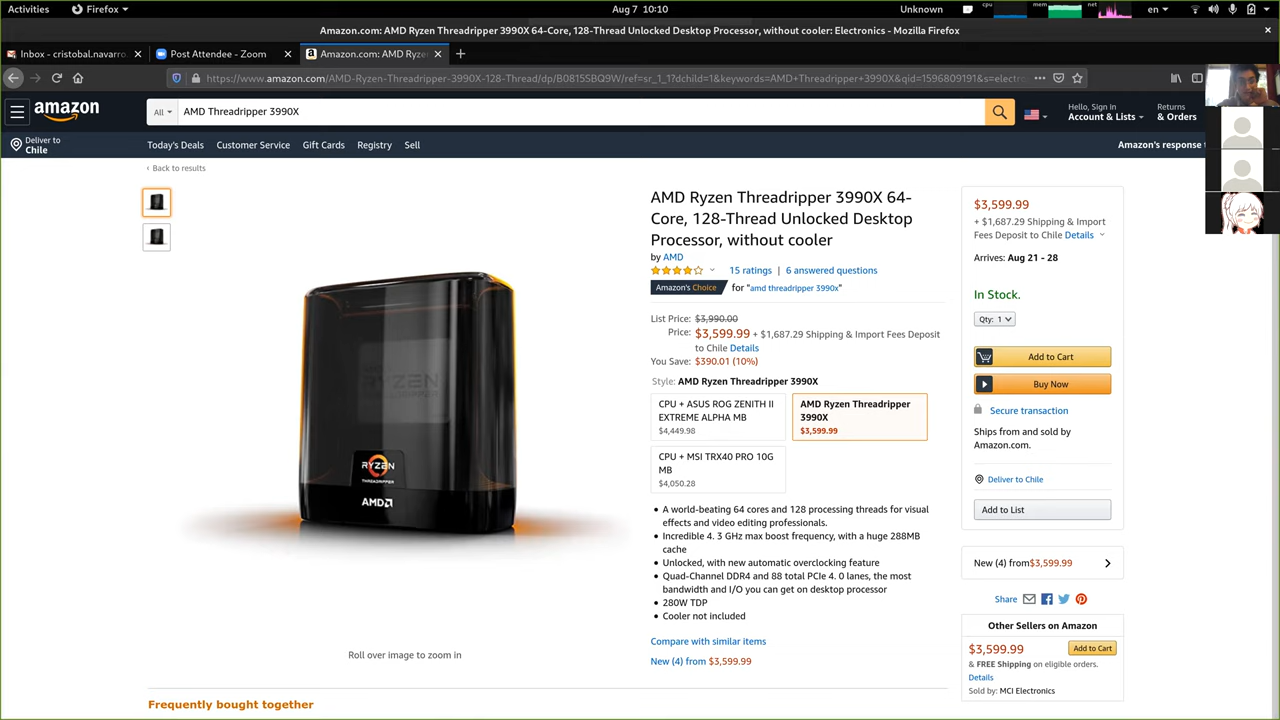 Activities
Firefox
Aug 7 10:10
Unknown
cpu
mem
net
en
Amazon.com: AMD Ryzen Threadripper 3990X 64-Core, 128-Thread Unlocked Desktop Processor, without cooler: Electronics - Mozilla Firefox
Inbox - cristobal.navarro
Post Attendee - Zoom
Amazon.com: AMD Ryze
https://www.amazon.com/AMD-Ryzen-Threadripper-3990X-128-Thread/dp/B0815SBQ9W/ref=sr_1_1?dchild=1&keywords=AMD+Threadripper+3990X&qid=1596809191&s=electro
amazon
All
AMD Threadripper 3990X
Hello, Sign in
Account & Lists
Returns
& Orders
Deliver to
Chile
Today's Deals
Customer Service
Gift Cards
Registry
Sell
Amazon's response t
‹ Back to results
AMD Ryzen Threadripper 3990X 64-
Core, 128-Thread Unlocked Desktop
Processor, without cooler
by AMD
15 ratings | 6 answered questions
Amazon's Choice for "amd threadripper 3990x"
List Price: $3,990.00
Price: $3,599.99 + $1,687.29 Shipping & Import Fees Deposit
to Chile Details
You Save: $390.01 (10%)
Style: AMD Ryzen Threadripper 3990X
CPU + ASUS ROG ZENITH II
EXTREME ALPHA MB
$4,449.98
AMD Ryzen Threadripper
3990X
$3,599.99
CPU + MSI TRX40 PRO 10G
MB
$4,050.28
• A world-beating 64 cores and 128 processing threads for visual
effects and video editing professionals.
• Incredible 4. 3 GHz max boost frequency, with a huge 288MB
cache
• Unlocked, with new automatic overclocking feature
• Quad-Channel DDR4 and 88 total PCIe 4. 0 lanes, the most
bandwidth and I/O you can get on desktop processor
• 280W TDP
• Cooler not included
Compare with similar items
New (4) from $3,599.99
RYZEN
RYZEN
THREADRIPPER
AMD
Roll over image to zoom in
$3,599.99
+ $1,687.29 Shipping & Import
Fees Deposit to Chile Details
Arrives: Aug 21 - 28
In Stock.
Qty: 1
Add to Cart
Buy Now
Secure transaction
Ships from and sold by
Amazon.com.
Deliver to Chile
Add to List
New (4) from $3,599.99
Share
Other Sellers on Amazon
$3,599.99
Add to Cart
& FREE Shipping on eligible orders.
Details
Sold by: MCI Electronics
Frequently bought together